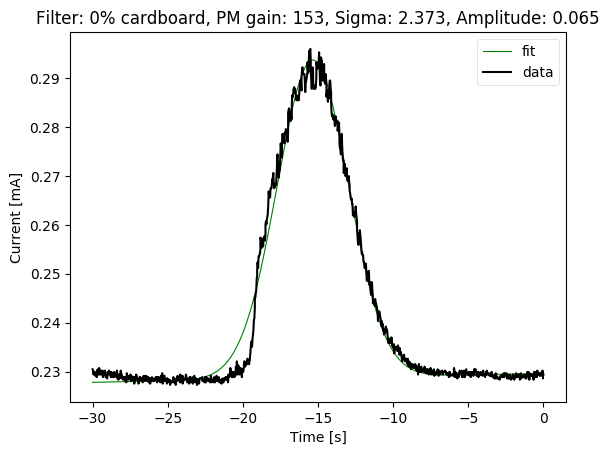 Filter: 0% cardboard, PM gain: 153, Sigma: 2.373, Amplitude: 0.065
fit
data
0.29
0.28
0.27
0.26
0.25
0.24
0.23
Current [mA]
−30 −25 −20 −15 −10 −5 0
Time [s]